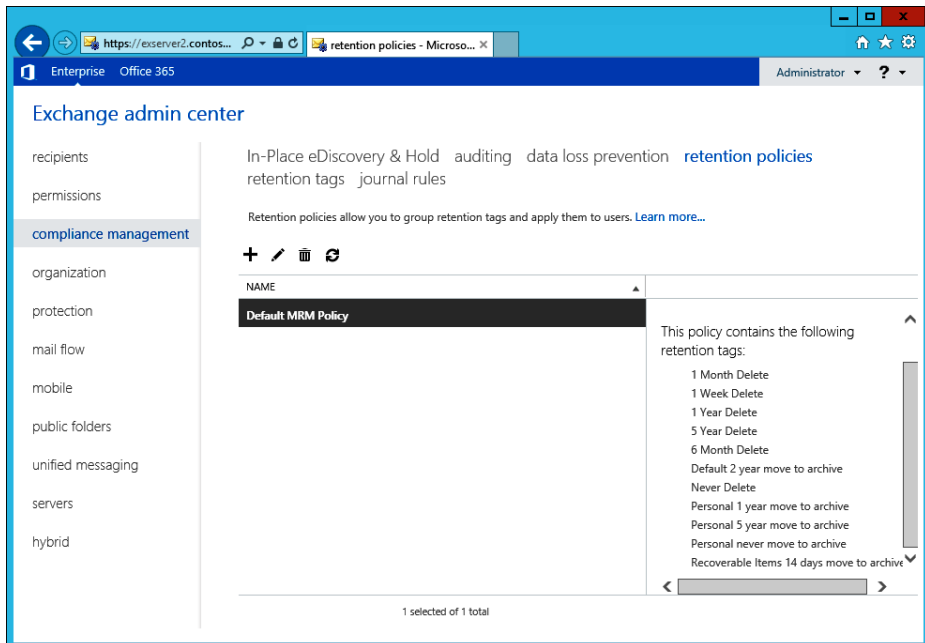 https://exserver2.contos...
retention policies - Microso...
Enterprise Office 365
Administrator ?
Exchange admin center
recipients
permissions
compliance management
organization
protection
mail flow
mobile
public folders
unified messaging
servers
hybrid
In-Place eDiscovery & Hold auditing data loss prevention retention policies
retention tags journal rules
Retention policies allow you to group retention tags and apply them to users. Learn more...
NAME
Default MRM Policy
This policy contains the following
retention tags:
1 Month Delete
1 Week Delete
1 Year Delete
5 Year Delete
6 Month Delete
Default 2 year move to archive
Never Delete
Personal 1 year move to archive
Personal 5 year move to archive
Personal never move to archive
Recoverable Items 14 days move to archive
1 selected of 1 total